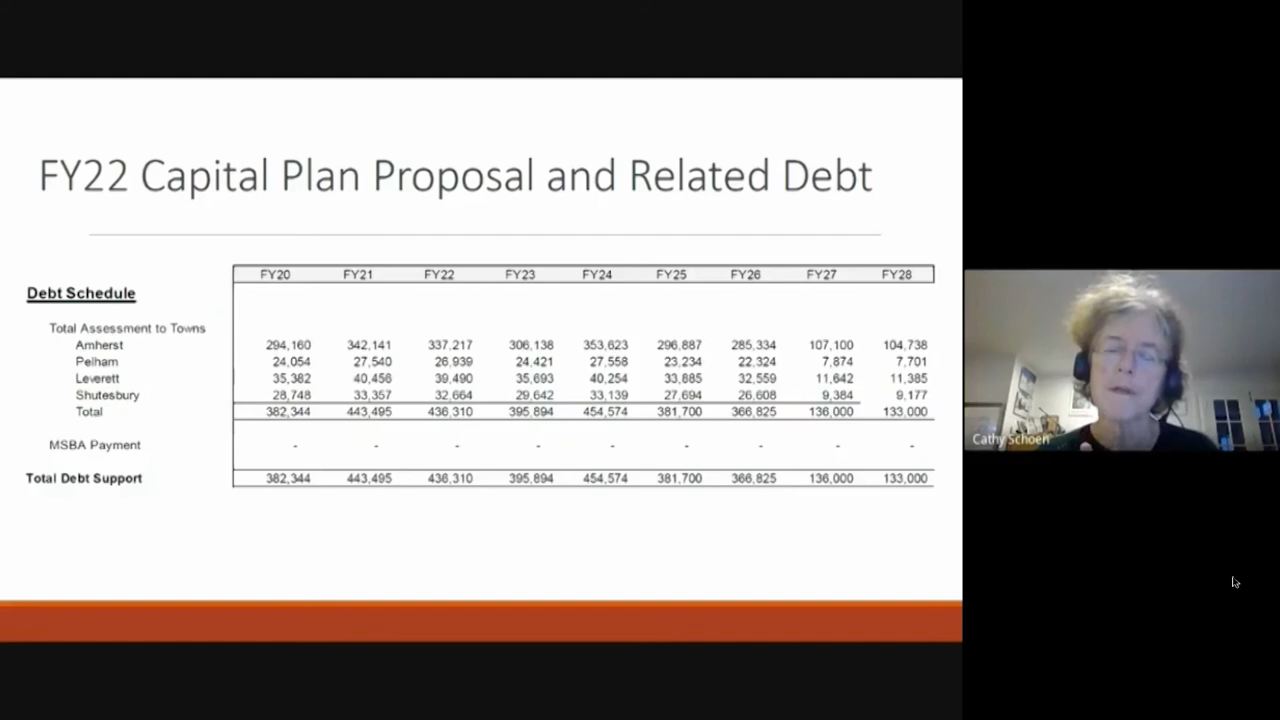 FY22 Capital Plan Proposal and Related Debt
FY20 FY21 FY22 FY23 FY24 FY25 FY26 FY27 FY28
Debt Schedule
Total Assessment to Towns
Amherst 294,160 342,141 337,217 306,138 353,623 296,887 285,334 107,100 104,738
Pelham 24,054 27,540 26,939 24,421 27,558 23,234 22,324 7,874 7,701
Leverett 35,382 40,456 39,490 35,693 40,254 33,885 32,559 11,642 11,385
Shutesbury 28,748 33,357 32,664 29,642 33,139 27,694 26,608 9,384 9,177
Total 382,344 443,495 436,310 395,894 454,574 381,700 366,825 136,000 133,000
MSBA Payment - - - - - - - - -
Total Debt Support 382,344 443,495 436,310 395,894 454,574 381,700 366,825 136,000 133,000
Cathy Schoen